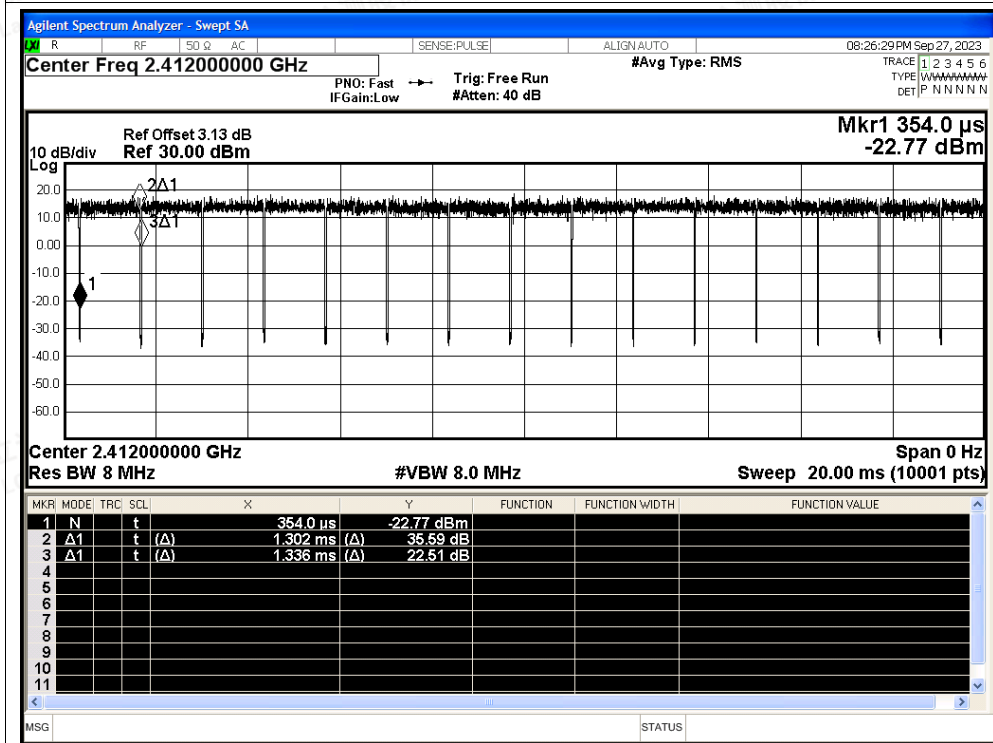 Agilent Spectrum Analyzer - Swept SA
LXI R RF 50 Ω AC SENSE:PULSE ALIGN AUTO 08:26:29 PM Sep 27, 2023
Center Freq 2.412000000 GHz #Avg Type: RMS TRACE 1 2 3 4 5 6
PNO: Fast Trig: Free Run TYPE
IFGain:Low #Atten: 40 dB DET P N N N N N
Mkr1 354.0 µs
Ref Offset 3.13 dB
10 dB/div Ref 30.00 dBm -22.77 dBm
Log
20.0 2Δ1
10.0 3Δ1
0.00
-10.0 1
-20.0
-30.0
-40.0
-50.0
-60.0
Center 2.412000000 GHz Span 0 Hz
Res BW 8 MHz #VBW 8.0 MHz Sweep 20.00 ms (10001 pts)
MKR MODE TRC SCL X Y FUNCTION FUNCTION WIDTH FUNCTION VALUE
1 N t 354.0 µs -22.77 dBm
2 Δ1 t (Δ) 1.302 ms (Δ) 35.59 dB
3 Δ1 t (Δ) 1.336 ms (Δ) 22.51 dB
4
5
6
7
8
9
10
11
MSG STATUS